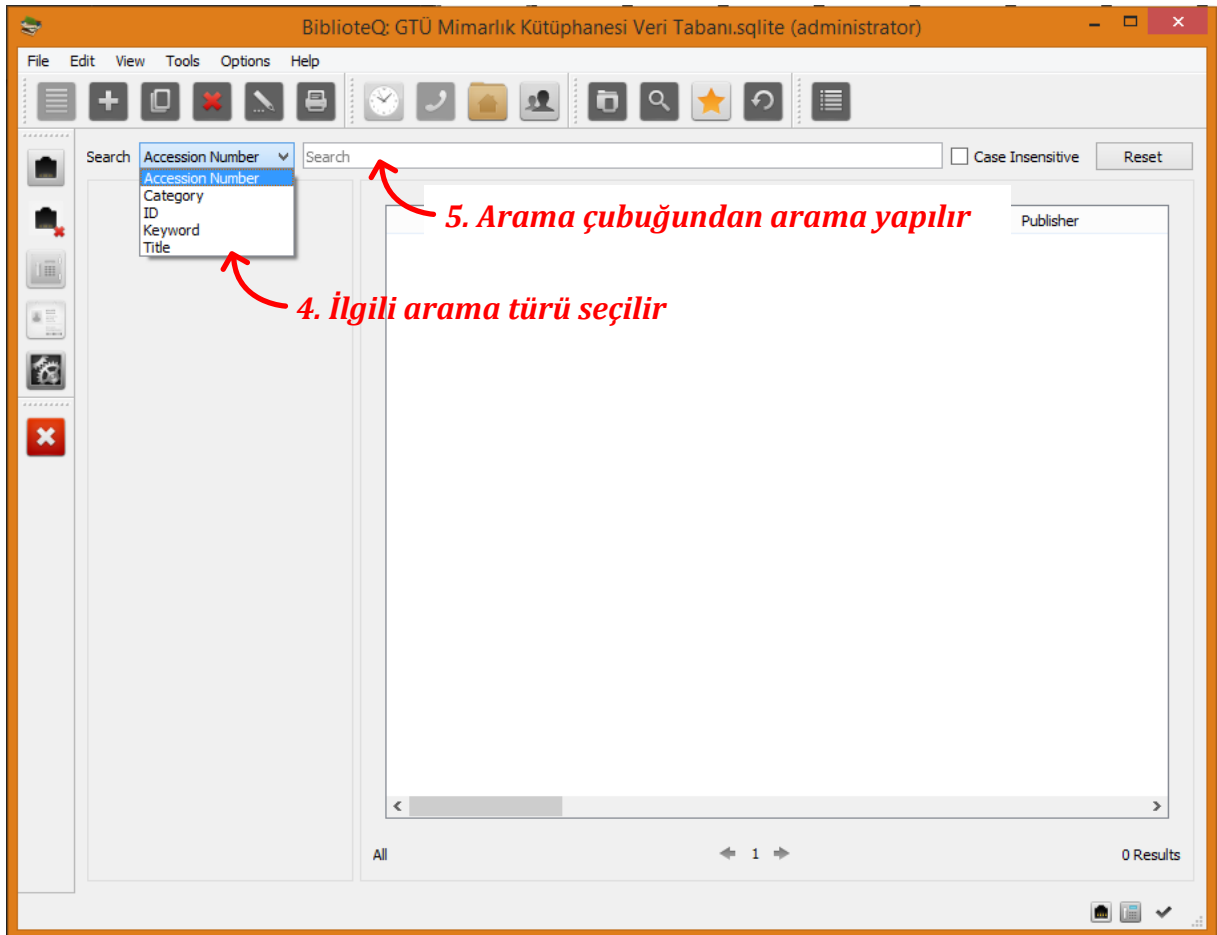 BiblioteQ: GTÜ Mimarlık Kütüphanesi Veri Tabanı.sqlite (administrator)
File Edit View Tools Options Help
Search Accession Number Search Case Insensitive Reset
Accession Number
Category
ID
Keyword
Title
5. Arama çubuğundan arama yapılır
Publisher
4. İlgili arama türü seçilir
All 1 0 Results